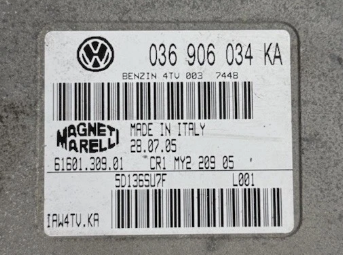 036 906 034 KA
BENZIN 4TV 003 7448
MAGNETI MARELLI
MADE IN ITALY
28.07.05
61601.309.01 CR1 MY2 209 05
5D136SU7F L001
IAW4TV.KA